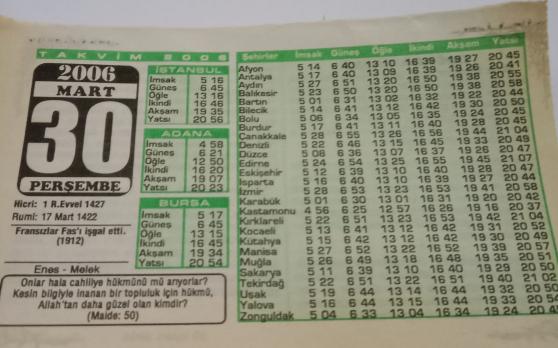 TAKVİM 2006
2006
MART
30
PERŞEMBE
Hicri: 1 R.Evvel 1427
Rumi: 17 Mart 1422
Fransızlar Fas'ı işgal etti.
(1912)
Enes - Melek
Onlar hala cahiliye hükmünü mü arıyorlar?
Kesin bilgiyle inanan bir topluluk için hükmü,
Allah'tan daha güzel olan kimdir?
(Maide: 50)
İSTANBUL
İmsak 5 16
Güneş 6 45
Öğle 13 16
İkindi 16 46
Akşam 19 35
Yatsı 20 56
ADANA
İmsak 4 58
Güneş 6 21
Öğle 12 50
İkindi 16 20
Akşam 19 07
Yatsı 20 23
BURSA
İmsak 5 17
Güneş 6 45
Öğle 13 15
İkindi 16 45
Akşam 19 34
Yatsı 20 54
Şehirler İmsak Güneş Öğle İkindi Akşam Yatsı
Afyon 5 14 6 40 13 10 16 39 19 27 20 45
Antalya 5 17 6 40 13 09 16 39 19 26 20 41
Aydın 5 27 6 51 13 20 16 50 19 38 20 55
Balıkesir 5 23 6 50 13 20 16 50 19 38 20 58
Bartın 5 01 6 31 13 02 16 32 19 22 20 44
Bilecik 5 14 6 41 13 12 16 42 19 30 20 50
Bolu 5 06 6 34 13 05 16 35 19 24 20 45
Burdur 5 17 6 41 13 11 16 40 19 28 20 45
Çanakkale 5 28 6 55 13 26 16 56 19 44 21 04
Denizli 5 22 6 46 13 15 16 45 19 33 20 49
Düzce 5 08 6 36 13 07 16 37 19 26 20 47
Edirne 5 24 6 54 13 25 16 55 19 45 21 07
Eskişehir 5 12 6 39 13 10 16 40 19 28 20 47
Isparta 5 16 6 40 13 10 16 39 19 27 20 44
İzmir 5 28 6 53 13 23 16 53 19 41 20 58
Karabük 5 01 6 30 13 01 16 31 19 20 20 42
Kastamonu 4 56 6 25 12 57 16 26 19 16 20 37
Kırklareli 5 22 6 51 13 23 16 53 19 42 21 04
Kocaeli 5 13 6 41 13 12 16 42 19 31 20 52
Kütahya 5 15 6 42 13 12 16 42 19 30 20 49
Manisa 5 27 6 52 13 22 16 52 19 39 20 57
Muğla 5 26 6 49 13 18 16 48 19 35 20 51
Sakarya 5 11 6 39 13 10 16 40 19 29 20 50
Tekirdağ 5 22 6 51 13 22 16 51 19 40 21 02
Uşak 5 19 6 44 13 14 16 44 19 32 20 50
Yalova 5 16 6 44 13 15 16 44 19 33 20 54
Zonguldak 5 04 6 33 13 04 16 34 19 24 20 45